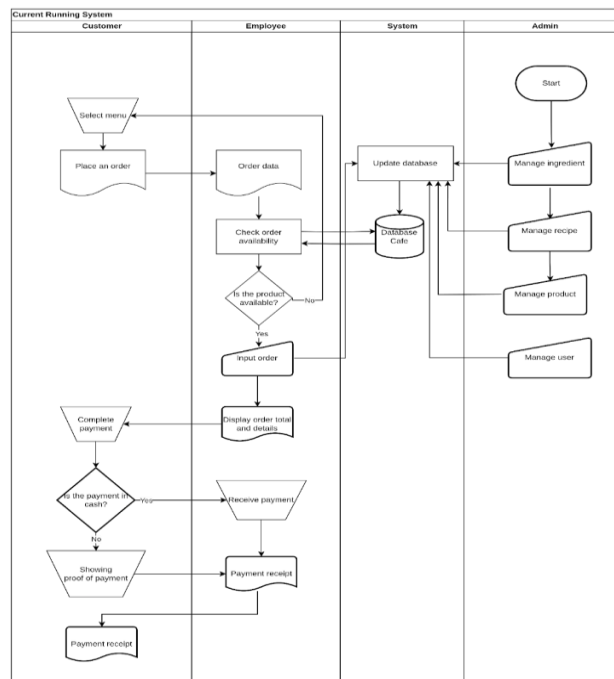 Current Running System
Customer
Employee
System
Admin
Start
Select menu
Place an order
Order data
Update database
Manage ingredient
Check order
availability
Database
Cafe
Manage recipe
Is the product
available?
No
Manage product
Yes
Input order
Manage user
Complete
payment
Display order total
and details
Is the payment in
cash?
Yes
Receive payment
No
Showing
proof of payment
Payment receipt
Payment receipt